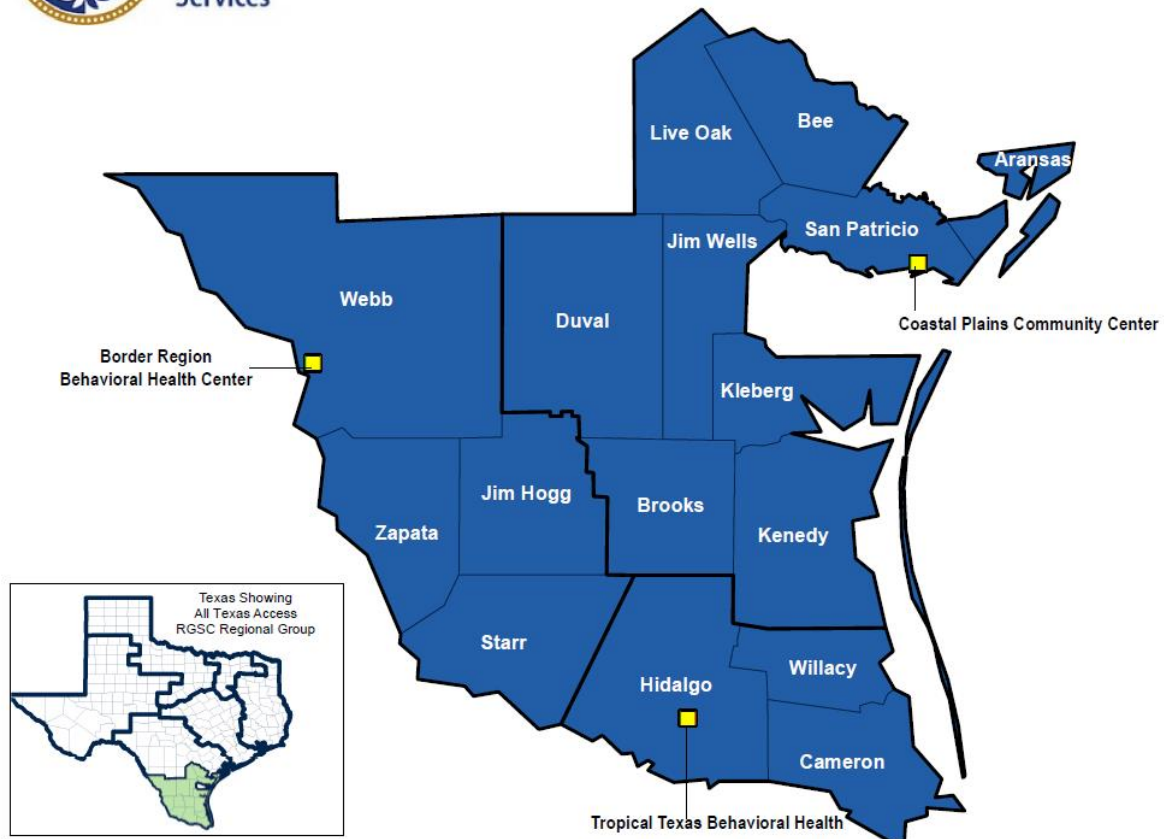 Services
Live Oak
Bee
Aransas
San Patricio
Jim Wells
Webb
Duval
Coastal Plains Community Center
Border Region
Behavioral Health Center
Kleberg
Jim Hogg
Brooks
Zapata
Kenedy
Texas Showing
All Texas Access
RGSC Regional Group
Starr
Willacy
Hidalgo
Cameron
Tropical Texas Behavioral Health